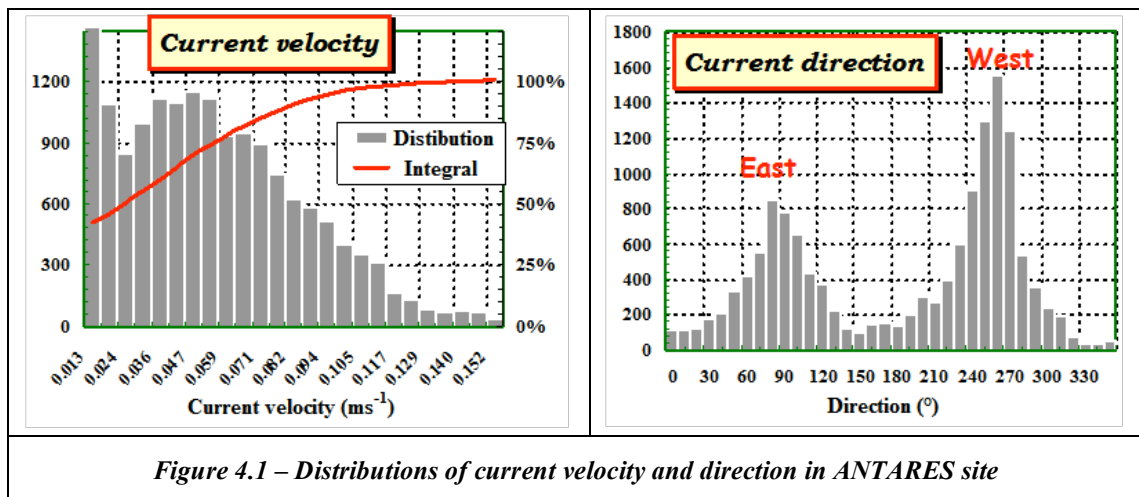 Current velocity
1200
900
600
300
0
100%
75%
50%
25%
0%
Distibution
Integral
0.013 0.024 0.036 0.047 0.059 0.071 0.082 0.094 0.105 0.117 0.129 0.140 0.152
Current velocity (ms-1)
Current direction
1800
1600
1400
1200
1000
800
600
400
200
0
East
West
0 30 60 90 120 150 180 210 240 270 300 330
Direction (°)
Figure 4.1 – Distributions of current velocity and direction in ANTARES site